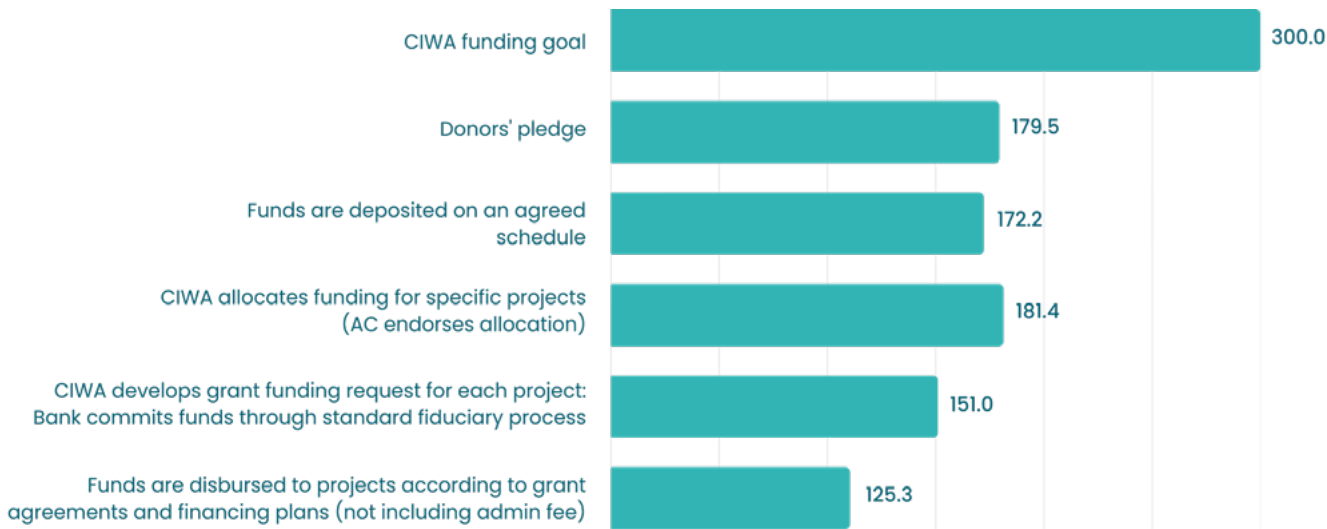 CIWA funding goal
300.0
Donors' pledge
179.5
Funds are deposited on an agreed
schedule
172.2
CIWA allocates funding for specific projects
(AC endorses allocation)
181.4
CIWA develops grant funding request for each project:
Bank commits funds through standard fiduciary process
151.0
Funds are disbursed to projects according to grant
agreements and financing plans (not including admin fee)
125.3